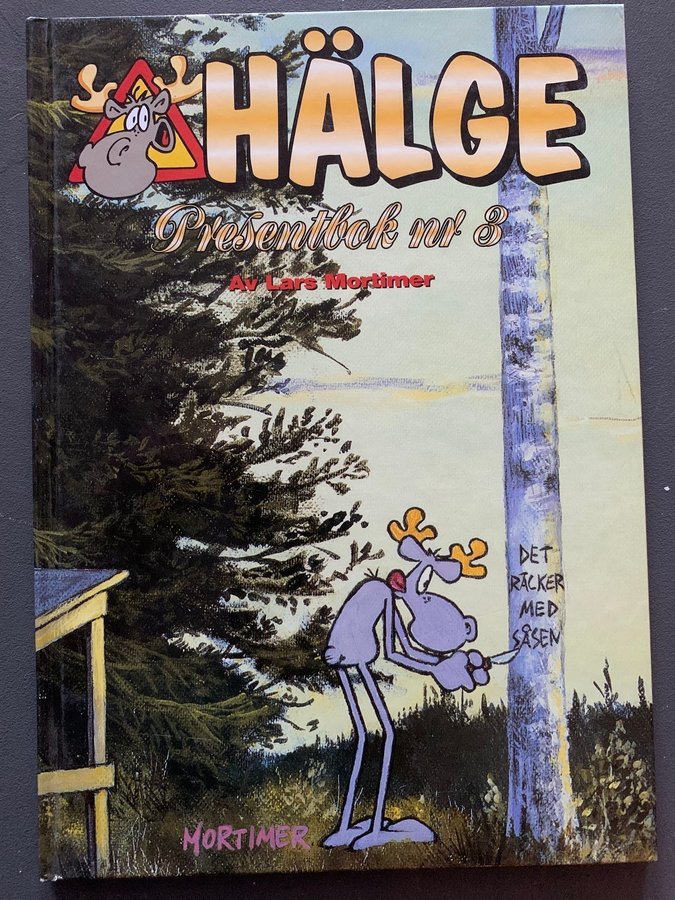 HÄLGE
Presentbok nr 3
Av Lars Mortimer
DET
RÄCKER
MED
SÅSEN
MORTIMER